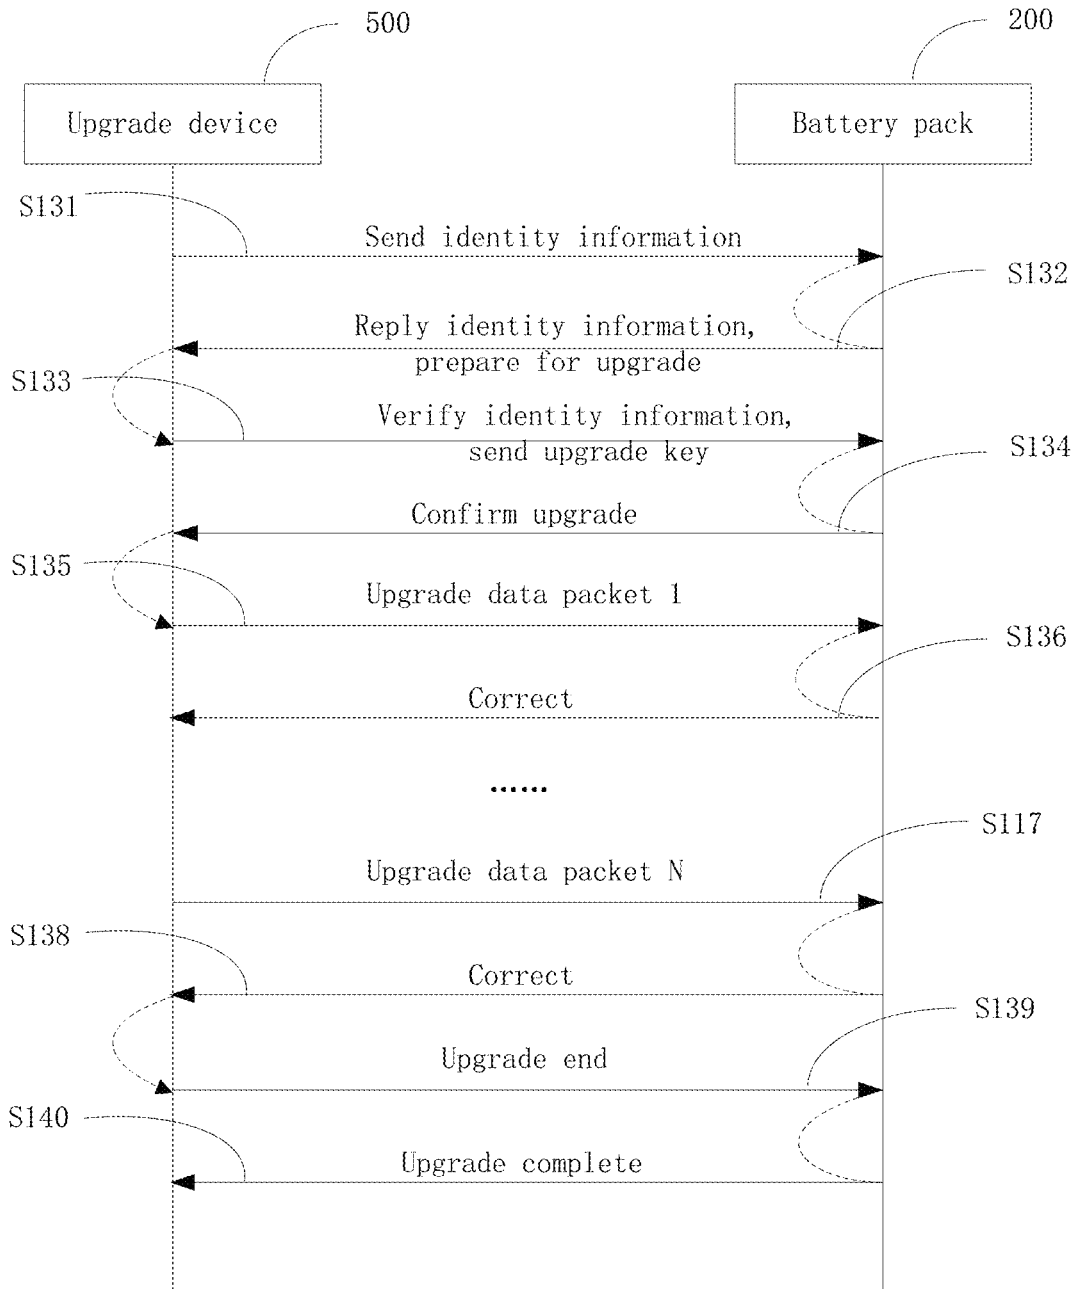 500
200
Upgrade device
Battery pack
S131
Send identity information
S132
Reply identity information,
prepare for upgrade
S133
Verify identity information,
send upgrade key
S134
Confirm upgrade
S135
Upgrade data packet 1
S136
Correct
......
S117
Upgrade data packet N
S138
Correct
S139
Upgrade end
S140
Upgrade complete